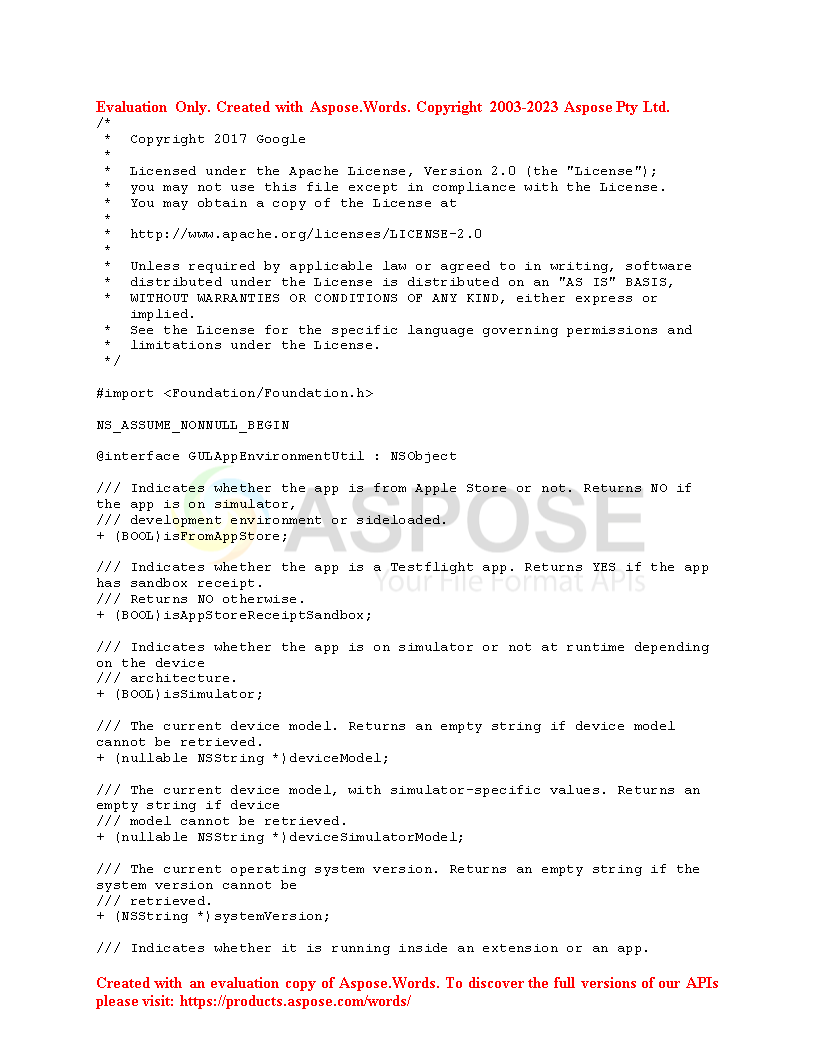 Evaluation Only. Created with Aspose.Words. Copyright 2003-2023 Aspose Pty Ltd.
/*
 *  Copyright 2017 Google
 *
 *  Licensed under the Apache License, Version 2.0 (the "License");
 *  you may not use this file except in compliance with the License.
 *  You may obtain a copy of the License at
 *
 *  http://www.apache.org/licenses/LICENSE-2.0
 *
 *  Unless required by applicable law or agreed to in writing, software
 *  distributed under the License is distributed on an "AS IS" BASIS,
 *  WITHOUT WARRANTIES OR CONDITIONS OF ANY KIND, either express or
    implied.
 *  See the License for the specific language governing permissions and
 *  limitations under the License.
 */

#import <Foundation/Foundation.h>

NS_ASSUME_NONNULL_BEGIN

@interface GULAppEnvironmentUtil : NSObject

/// Indicates whether the app is from Apple Store or not. Returns NO if
the app is on simulator,
/// development environment or sideloaded.
+ (BOOL)isFromAppStore;
ASPOSE
Your File Format APIs

/// Indicates whether the app is a Testflight app. Returns YES if the app
has sandbox receipt.
/// Returns NO otherwise.
+ (BOOL)isAppStoreReceiptSandbox;

/// Indicates whether the app is on simulator or not at runtime depending
on the device
/// architecture.
+ (BOOL)isSimulator;

/// The current device model. Returns an empty string if device model
cannot be retrieved.
+ (nullable NSString *)deviceModel;

/// The current device model, with simulator-specific values. Returns an
empty string if device
/// model cannot be retrieved.
+ (nullable NSString *)deviceSimulatorModel;

/// The current operating system version. Returns an empty string if the
system version cannot be
/// retrieved.
+ (NSString *)systemVersion;

/// Indicates whether it is running inside an extension or an app.

Created with an evaluation copy of Aspose.Words. To discover the full versions of our APIs
please visit: https://products.aspose.com/words/